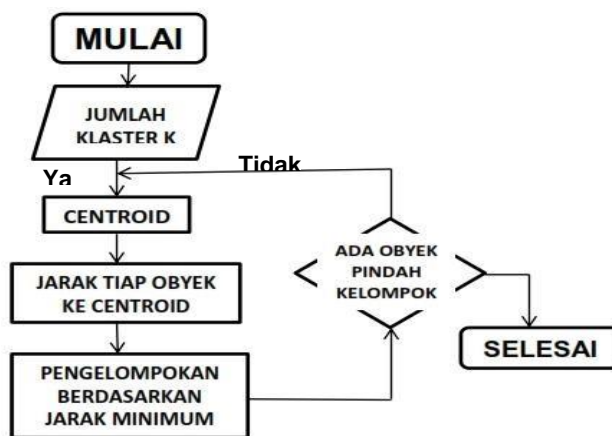 MULAI
JUMLAH
KLASTER K
Ya
Tidak
CENTROID
JARAK TIAP OBYEK
KE CENTROID
PENGELOMPOKAN
BERDASARKAN
JARAK MINIMUM
ADA OBYEK
PINDAH
KELOMPOK
SELESAI